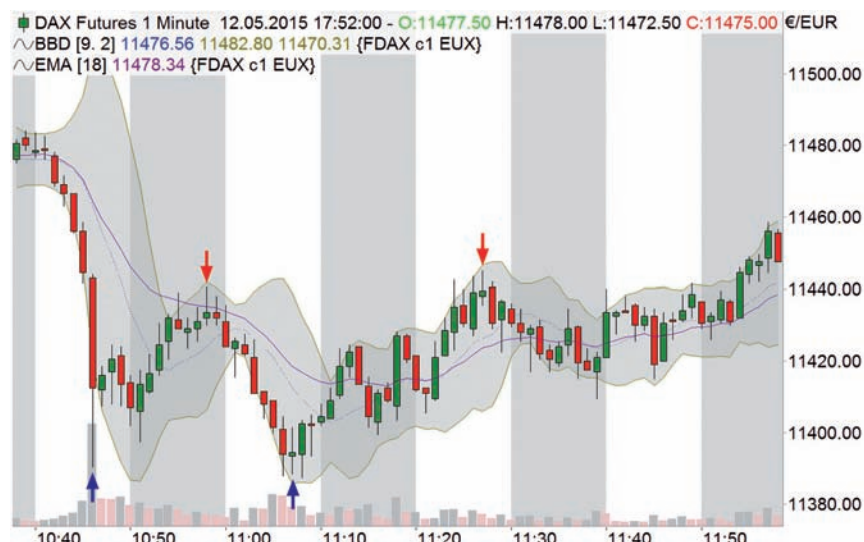 DAX Futures 1 Minute 12.05.2015 17:52:00 - O:11477.50 H:11478.00 L:11472.50 C:11475.00 €/EUR
BBD [9. 2] 11476.56 11482.80 11470.31 {FDAX c1 EUX}
EMA [18] 11478.34 {FDAX c1 EUX}
11500.00
11480.00
11460.00
11440.00
11420.00
11400.00
11380.00
10:40 10:50 11:00 11:10 11:20 11:30 11:40 11:50